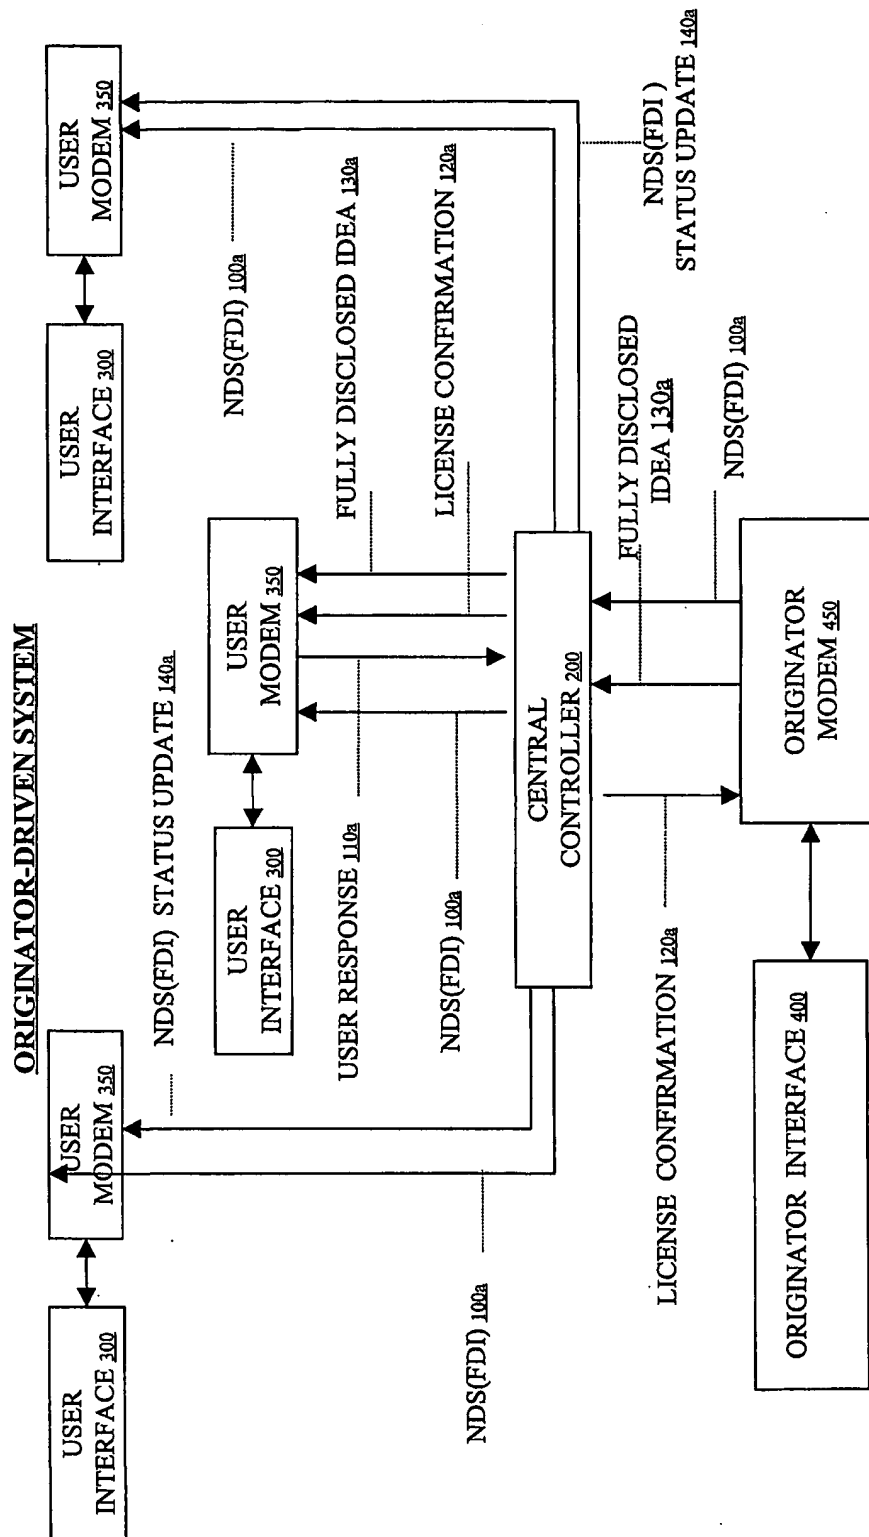 ORIGINATOR-DRIVEN SYSTEM
USER
INTERFACE 300
USER
MODEM 350
NDS(FDI) STATUS UPDATE 140a
NDS(FDI) 100a
USER
INTERFACE 300
USER
MODEM 350
USER RESPONSE 110a
NDS(FDI) 100a
FULLY DISCLOSED IDEA 130a
LICENSE CONFIRMATION 120a
USER
INTERFACE 300
USER
MODEM 350
NDS(FDI) 100a
NDS(FDI )
STATUS UPDATE 140a
CENTRAL
CONTROLLER 200
LICENSE CONFIRMATION 120a
FULLY DISCLOSED
IDEA 130a
NDS(FDI) 100a
ORIGINATOR INTERFACE 400
ORIGINATOR
MODEM 450